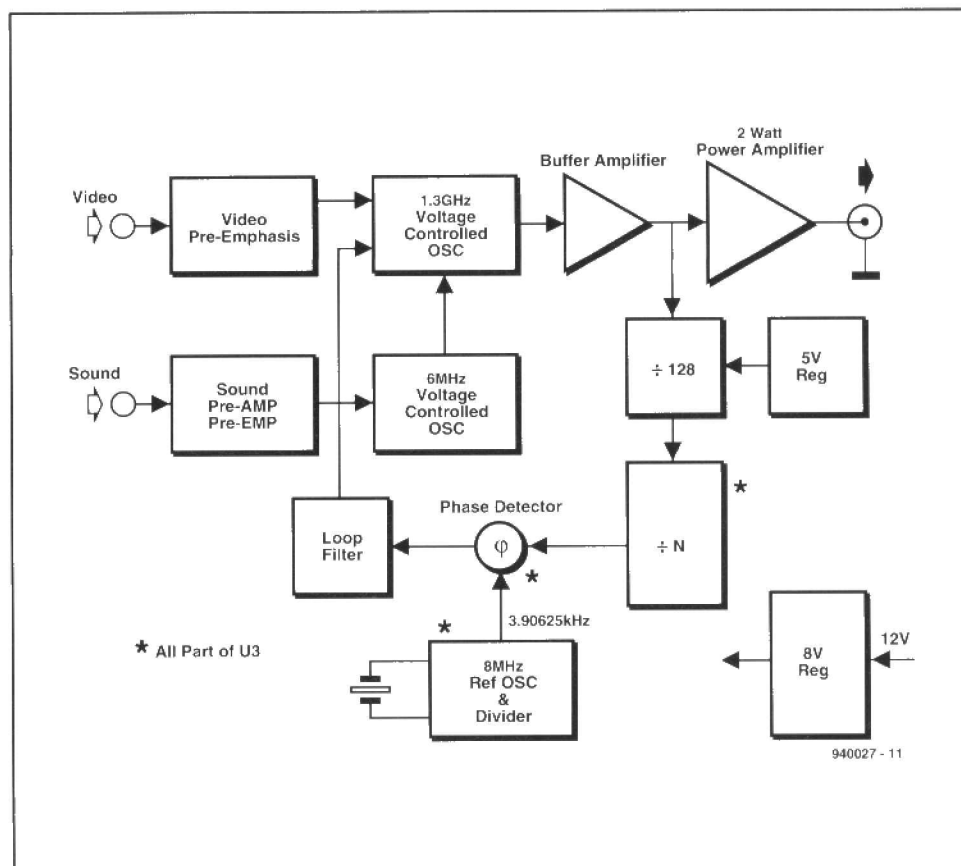 2 Watt
Power Amplifier
Buffer Amplifier
Video
Video
Pre-Emphasis
1.3GHz
Voltage
Controlled
OSC
Sound
Sound
Pre-AMP
Pre-EMP
6MHz
Voltage
Controlled
OSC
÷ 128
5V
Reg
*
÷ N
Phase Detector
φ
*
Loop
Filter
3.90625kHz
* All Part of U3
*
8MHz
Ref OSC
&
Divider
8V
Reg
12V
940027 - 11